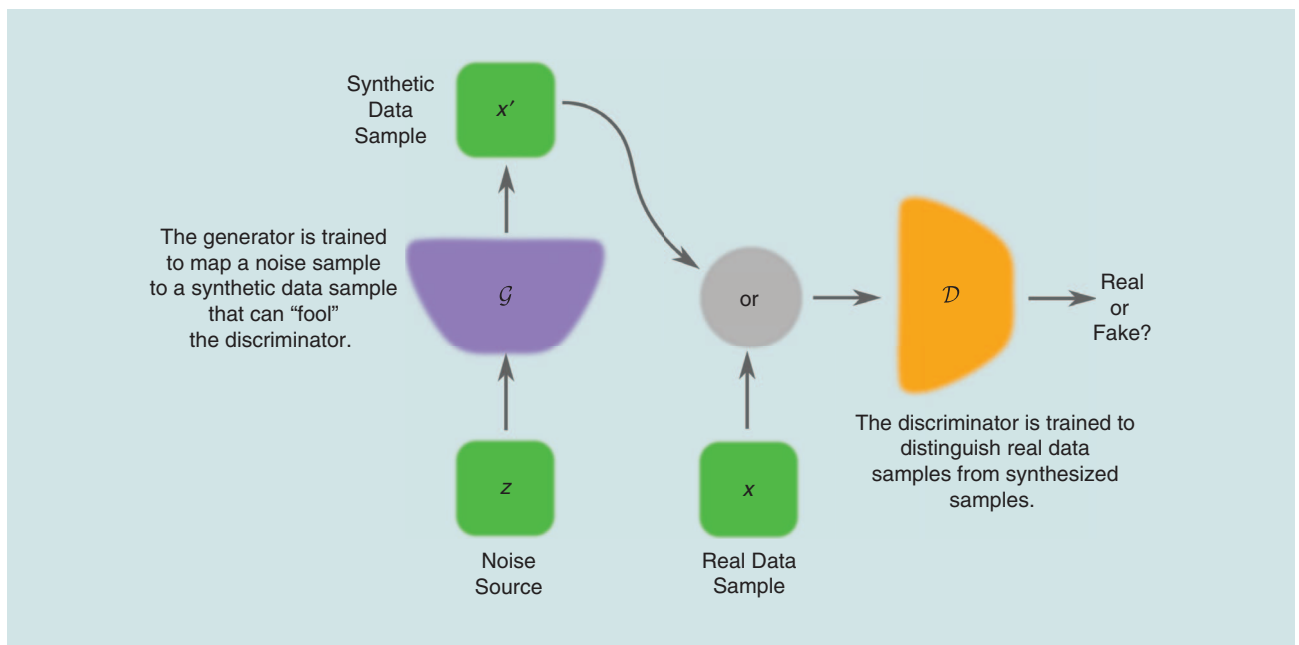 Synthetic
Data
Sample
x′
The generator is trained
to map a noise sample
to a synthetic data sample
that can “fool”
the discriminator.
𝒢
or
𝒟
Real
or
Fake?
z
Noise
Source
x
Real Data
Sample
The discriminator is trained to
distinguish real data
samples from synthesized
samples.